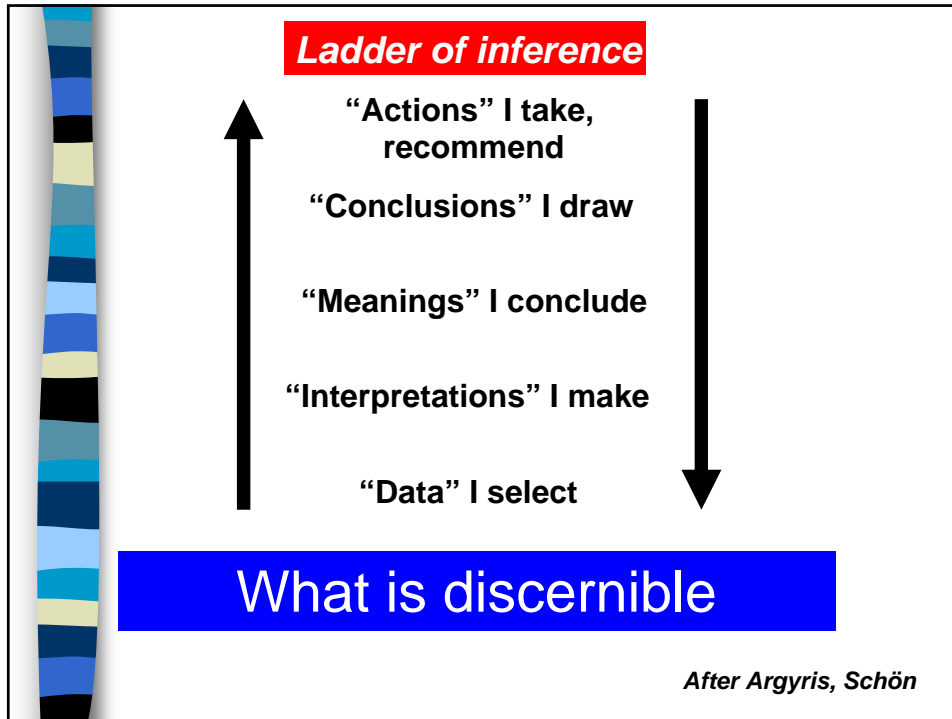 Ladder of inference
“Actions” I take,
recommend
“Conclusions” I draw
“Meanings” I conclude
“Interpretations” I make
“Data” I select
What is discernible
After Argyris, Schön